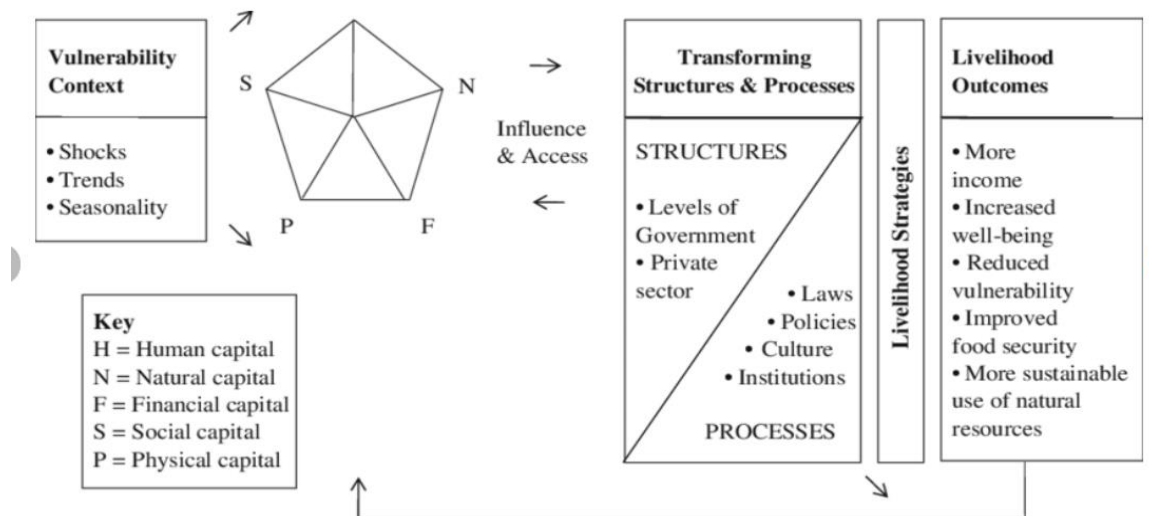 Vulnerability
Context
• Shocks
• Trends
• Seasonality
S
N
P
F
Influence
& Access
Key
H = Human capital
N = Natural capital
F = Financial capital
S = Social capital
P = Physical capital
Transforming
Structures & Processes
STRUCTURES
• Levels of
Government
• Private
sector
• Laws
• Policies
• Culture
• Institutions
PROCESSES
Livelihood Strategies
Livelihood
Outcomes
• More
income
• Increased
well-being
• Reduced
vulnerability
• Improved
food security
• More sustainable
use of natural
resources